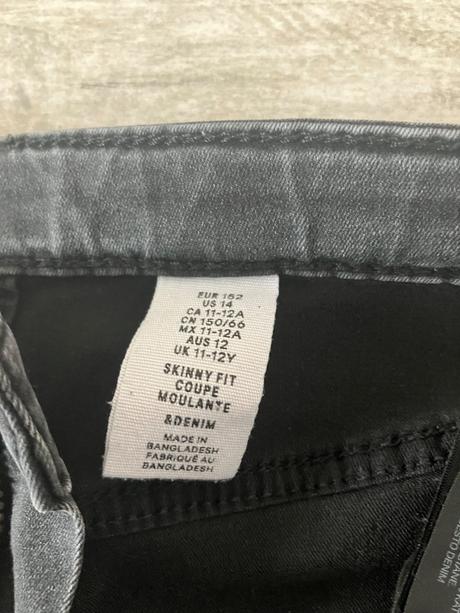 EUR 152
US 14
CA 11-12A
CN 150/66
MX 11-12A
AUS 12
UK 11-12Y
SKINNY FIT
COUPE
MOULANTE
&DENIM
MADE IN
BANGLADESH
FABRIQUÉ AU
BANGLADESH